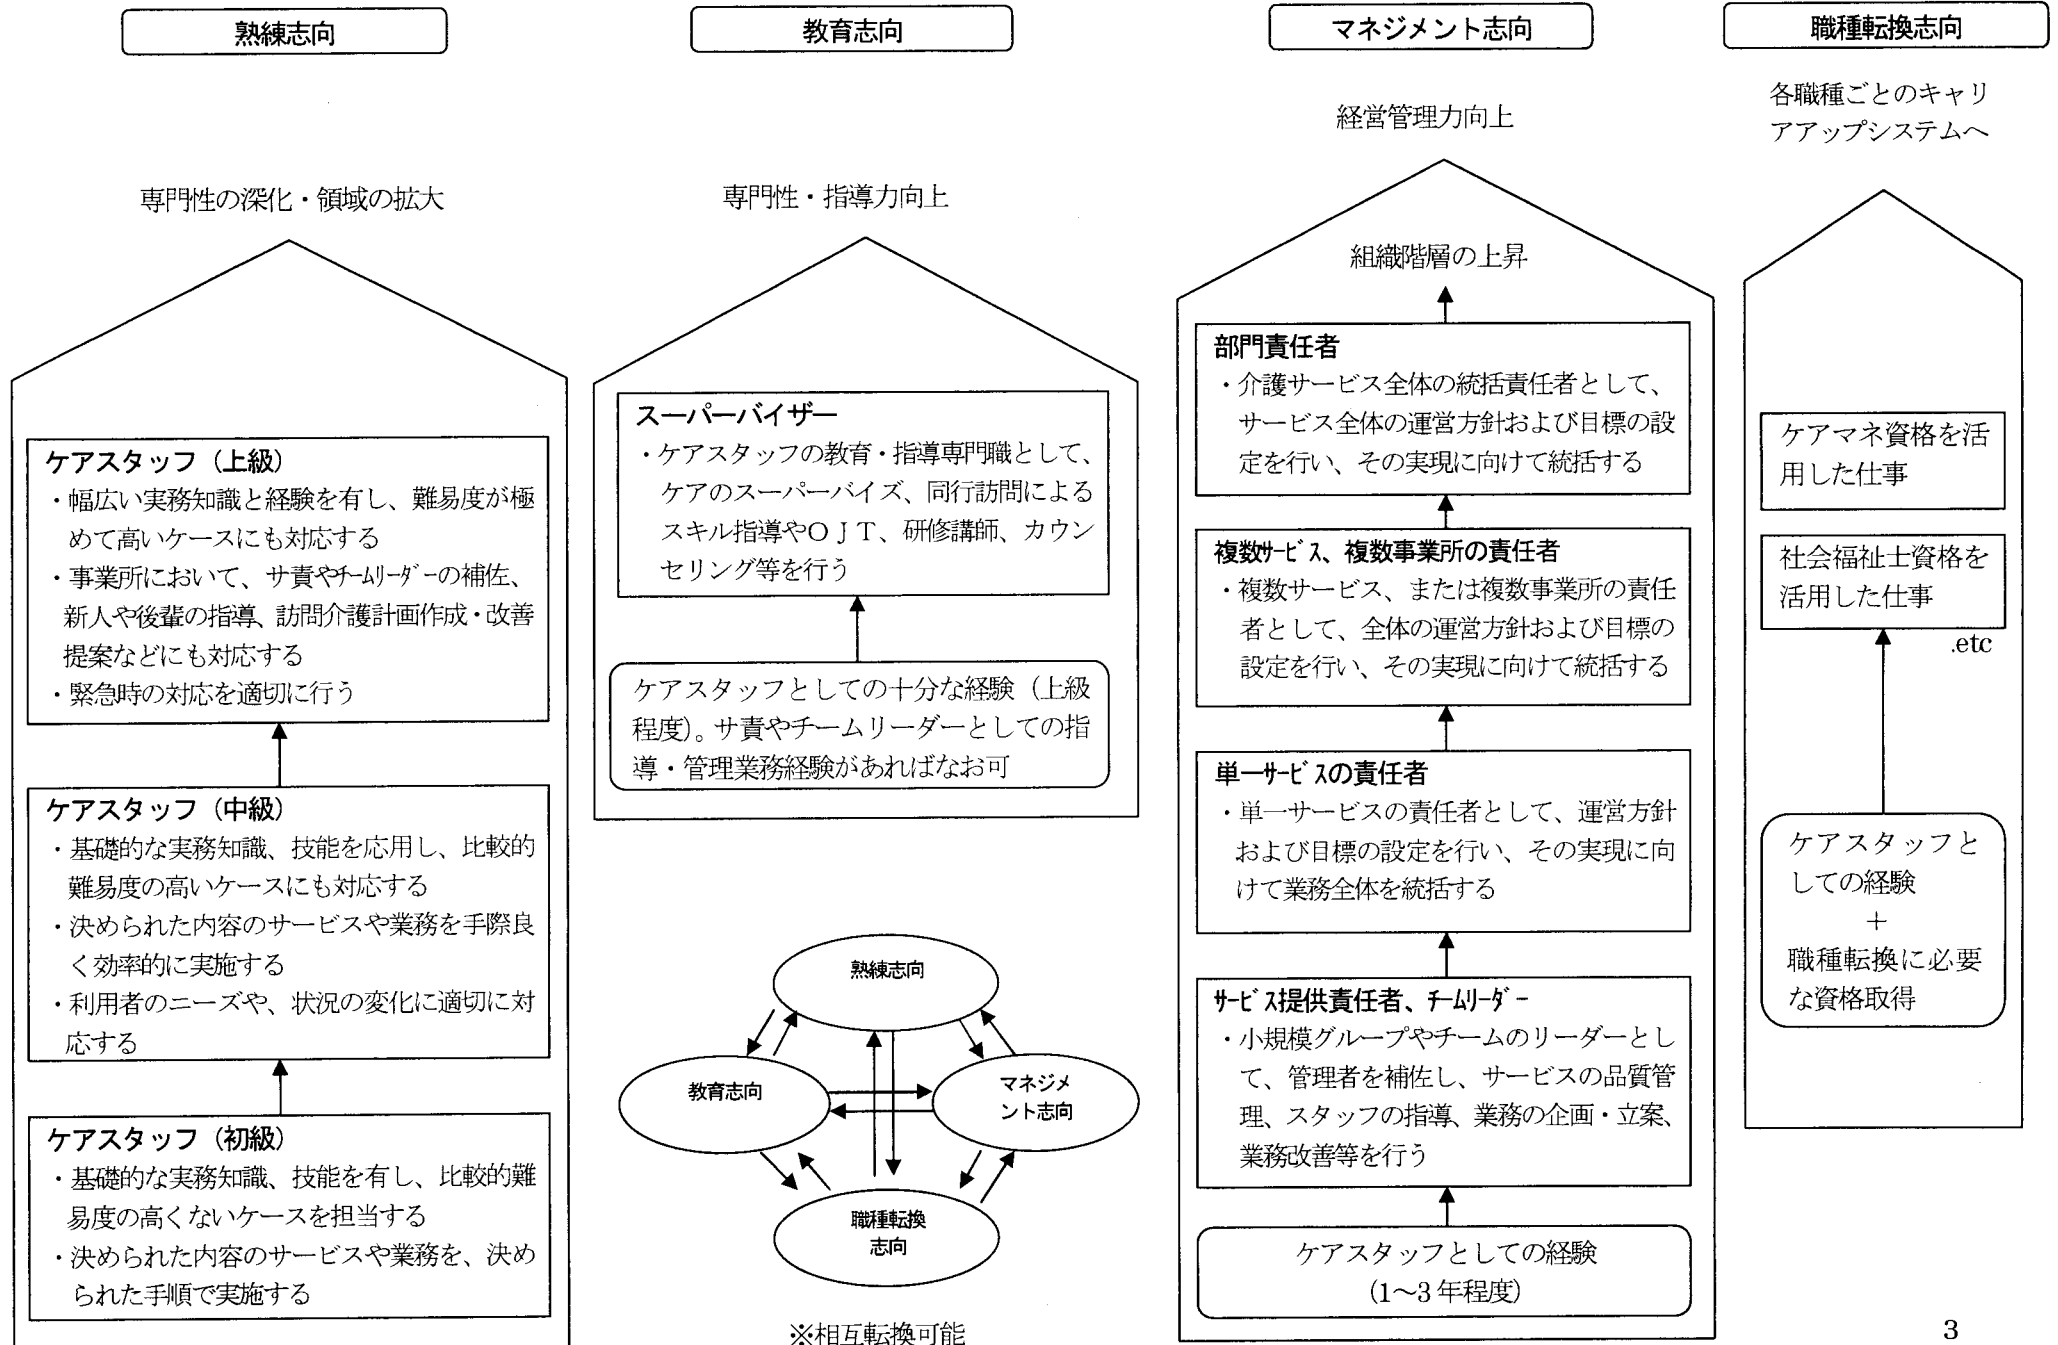 熟練志向
専門性の深化・領域の拡大
ケアスタッフ（上級）
・幅広い実務知識と経験を有し、難易度が極
めて高いケースにも対応する
・事業所において、サ責やﾁｰﾑﾘｰﾀﾞｰの補佐、
新人や後輩の指導、訪問介護計画作成・改善
提案などにも対応する
・緊急時の対応を適切に行う
ケアスタッフ（中級）
・基礎的な実務知識、技能を応用し、比較的
難易度の高いケースにも対応する
・決められた内容のサービスや業務を手際良
く効率的に実施する
・利用者のニーズや、状況の変化に適切に対
応する
ケアスタッフ（初級）
・基礎的な実務知識、技能を有し、比較的難
易度の高くないケースを担当する
・決められた内容のサービスや業務を、決め
られた手順で実施する
教育志向
専門性・指導力向上
スーパーバイザー
・ケアスタッフの教育・指導専門職として、
ケアのスーパーバイズ、同行訪問による
スキル指導やＯＪＴ、研修講師、カウン
セリング等を行う
ケアスタッフとしての十分な経験（上級
程度）。サ責やチームリーダーとしての指
導・管理業務経験があればなお可
熟練志向
教育志向
マネジメ
ント志向
職種転換
志向
※相互転換可能
マネジメント志向
経営管理力向上
組織階層の上昇
部門責任者
・介護サービス全体の統括責任者として、
サービス全体の運営方針および目標の設
定を行い、その実現に向けて統括する
複数ｻｰﾋﾞｽ、複数事業所の責任者
・複数サービス、または複数事業所の責任
者として、全体の運営方針および目標の
設定を行い、その実現に向けて統括する
単一ｻｰﾋﾞｽの責任者
・単一サービスの責任者として、運営方針
および目標の設定を行い、その実現に向
けて業務全体を統括する
ｻｰﾋﾞｽ提供責任者、ﾁｰﾑﾘｰﾀﾞｰ
・小規模グループやチームのリーダーとし
て、管理者を補佐し、サービスの品質管
理、スタッフの指導、業務の企画・立案、
業務改善等を行う
ケアスタッフとしての経験
（1～3 年程度）
職種転換志向
各職種ごとのキャリ
アアップシステムへ
ケアマネ資格を活
用した仕事
社会福祉士資格を
活用した仕事
.etc
ケアスタッフと
しての経験
＋
職種転換に必要
な資格取得
3